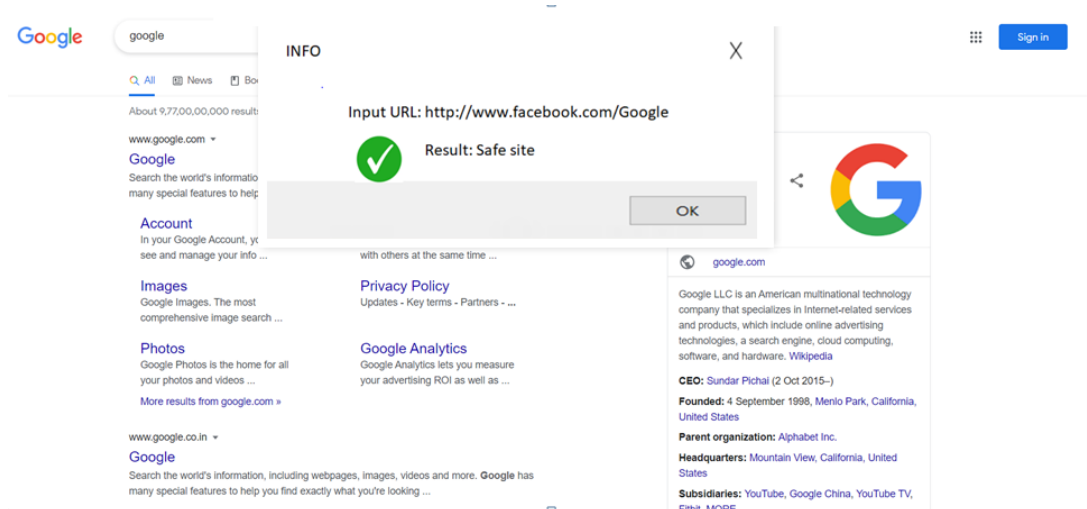 Google
google
Sign in
All News Bo
About 9,77,00,00,000 results
INFO X
Input URL: http://www.facebook.com/Google
Result: Safe site
OK
www.google.com
Google
Search the world's informatio
many special features to help
Account
In your Google Account, yo
see and manage your info ...
with others at the same time ...
Images
Google Images. The most
comprehensive image search ...
Privacy Policy
Updates - Key terms - Partners - ...
Photos
Google Photos is the home for all
your photos and videos ...
Google Analytics
Google Analytics lets you measure
your advertising ROI as well as ...
More results from google.com »
www.google.co.in
Google
Search the world's information, including webpages, images, videos and more. Google has
many special features to help you find exactly what you're looking ...
google.com
Google LLC is an American multinational technology
company that specializes in Internet-related services
and products, which include online advertising
technologies, a search engine, cloud computing,
software, and hardware. Wikipedia
CEO: Sundar Pichai (2 Oct 2015–)
Founded: 4 September 1998, Menlo Park, California,
United States
Parent organization: Alphabet Inc.
Headquarters: Mountain View, California, United
States
Subsidiaries: YouTube, Google China, YouTube TV,
Fitbit, MORE